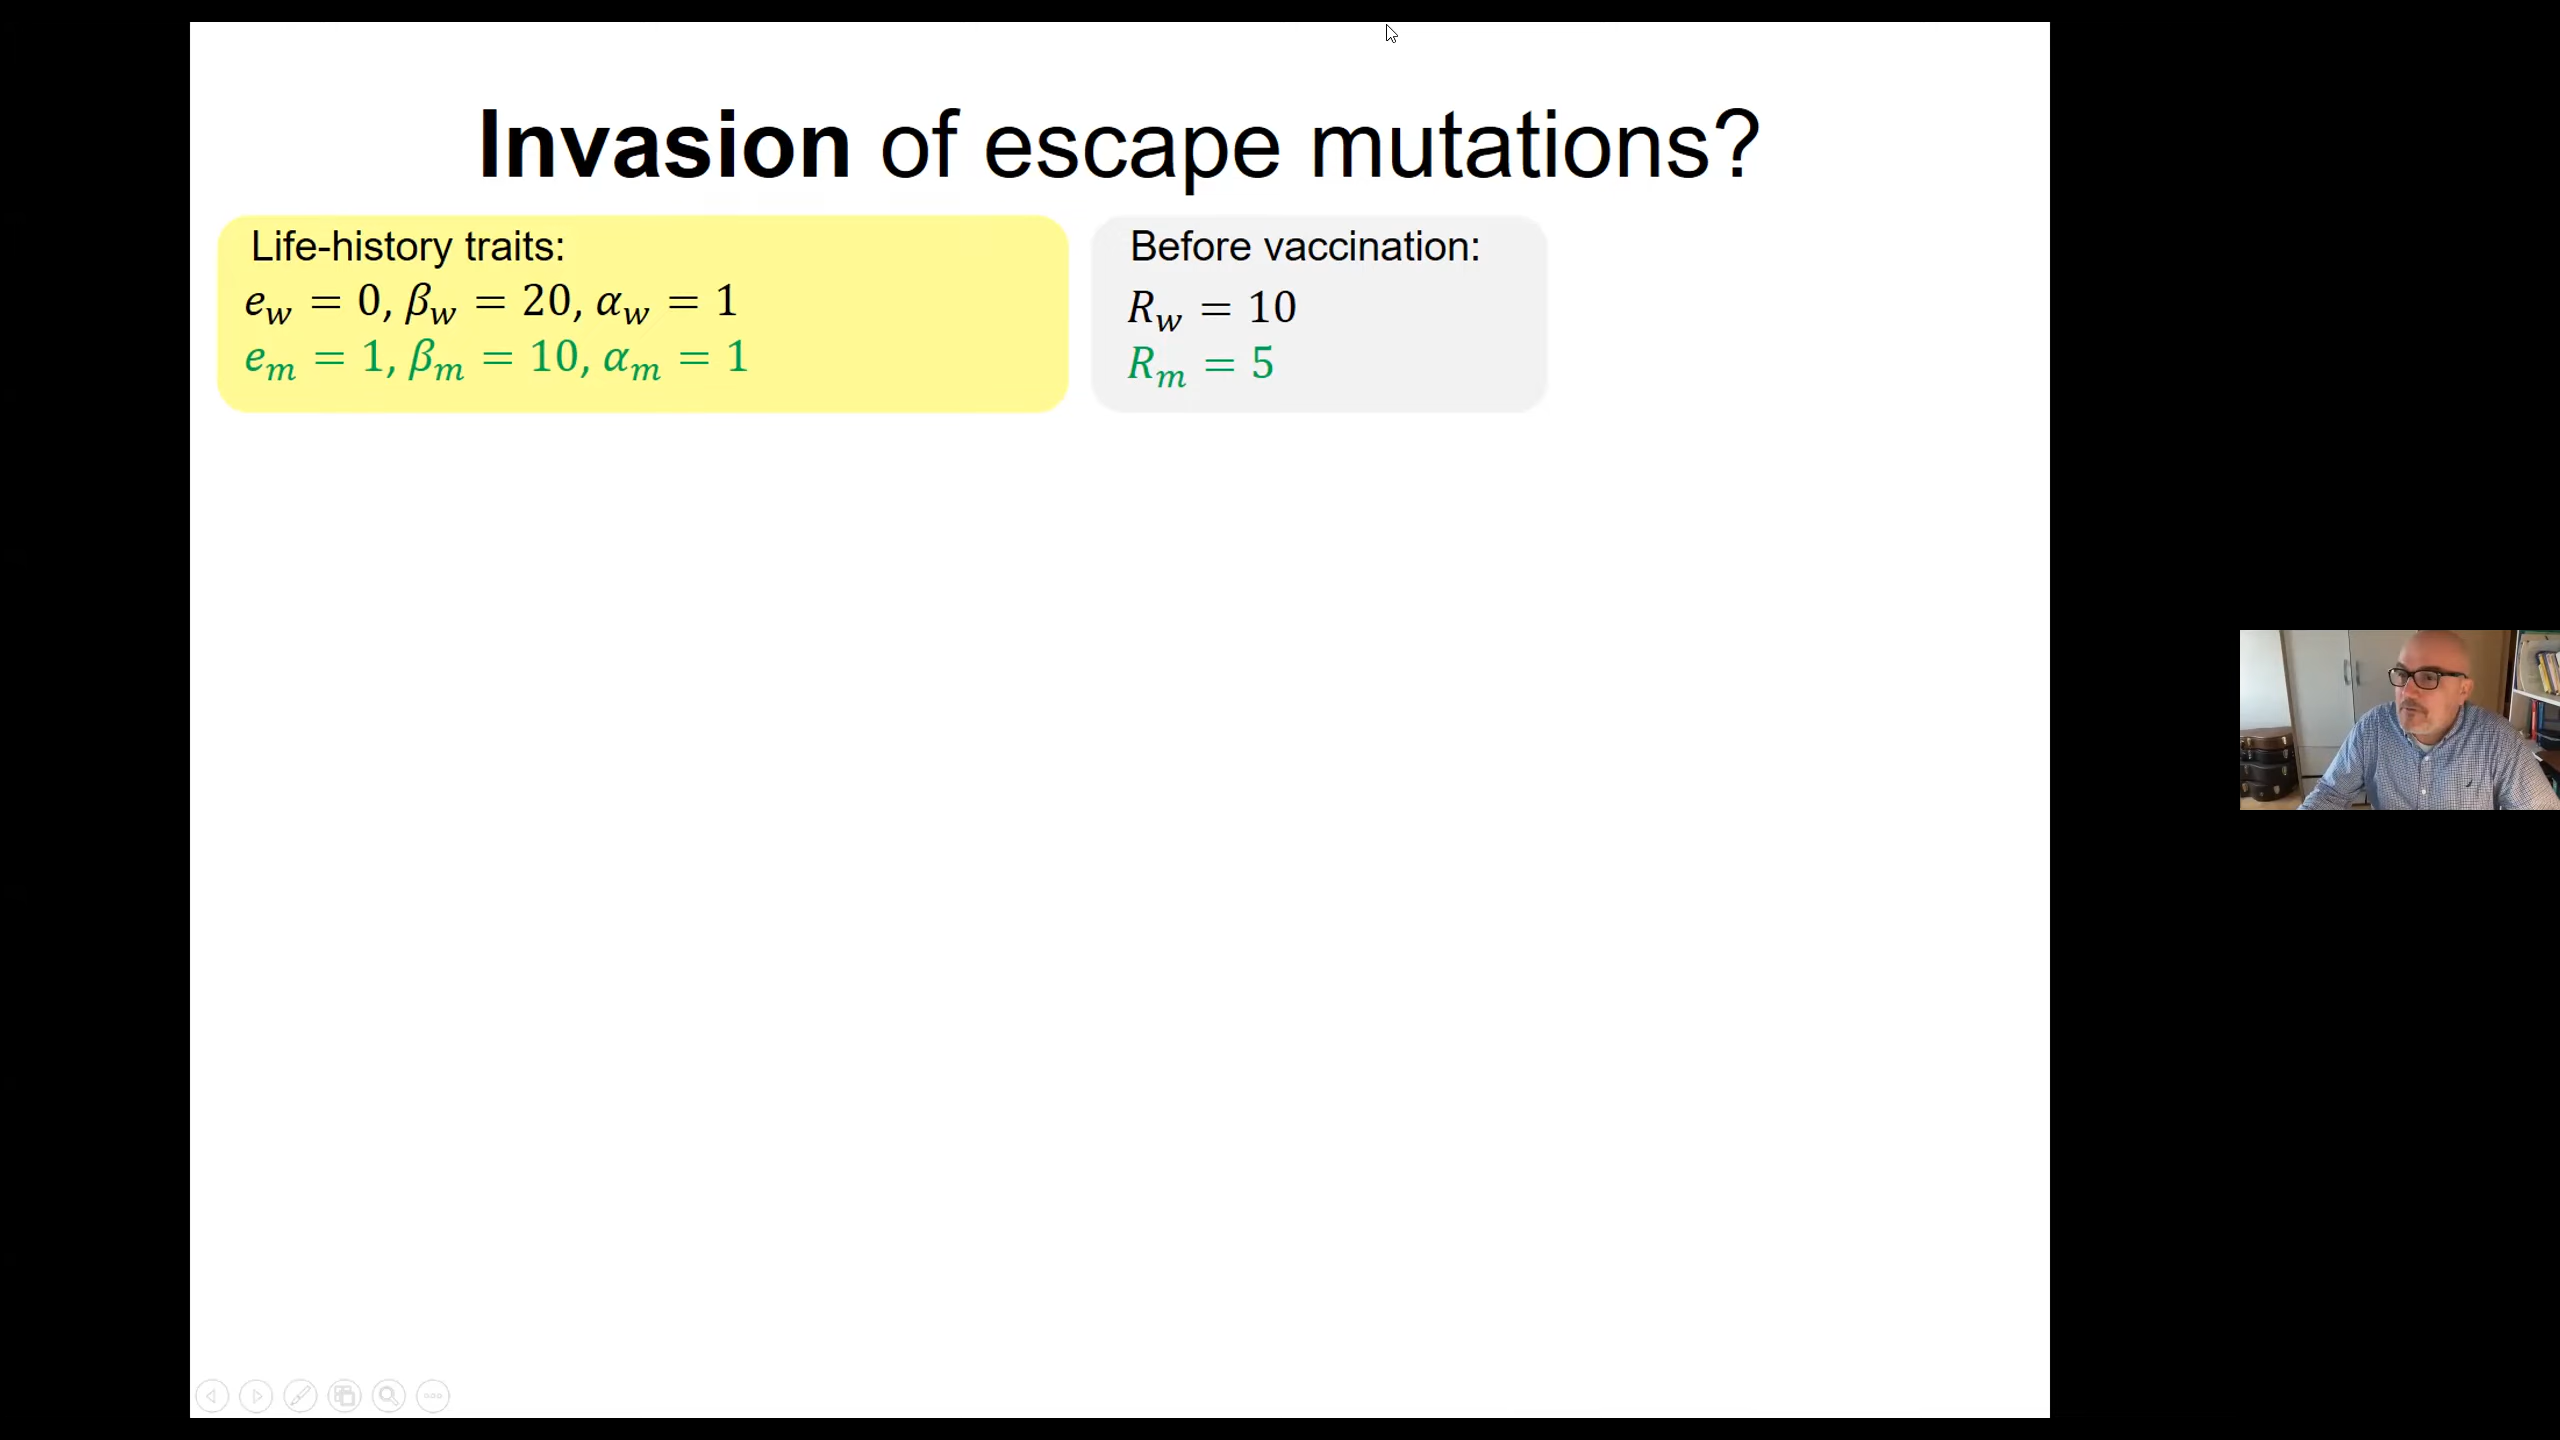 Invasion of escape mutations?
Life-history traits:
e_w = 0, β_w = 20, α_w = 1
e_m = 1, β_m = 10, α_m = 1
Before vaccination:
R_w = 10
R_m = 5